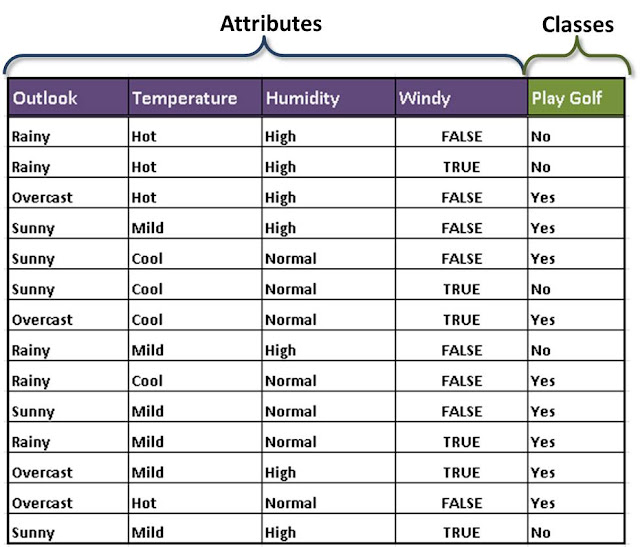 Attributes Classes
Outlook Temperature Humidity Windy Play Golf
Rainy Hot High FALSE No
Rainy Hot High TRUE No
Overcast Hot High FALSE Yes
Sunny Mild High FALSE Yes
Sunny Cool Normal FALSE Yes
Sunny Cool Normal TRUE No
Overcast Cool Normal TRUE Yes
Rainy Mild High FALSE No
Rainy Cool Normal FALSE Yes
Sunny Mild Normal FALSE Yes
Rainy Mild Normal TRUE Yes
Overcast Mild High TRUE Yes
Overcast Hot Normal FALSE Yes
Sunny Mild High TRUE No